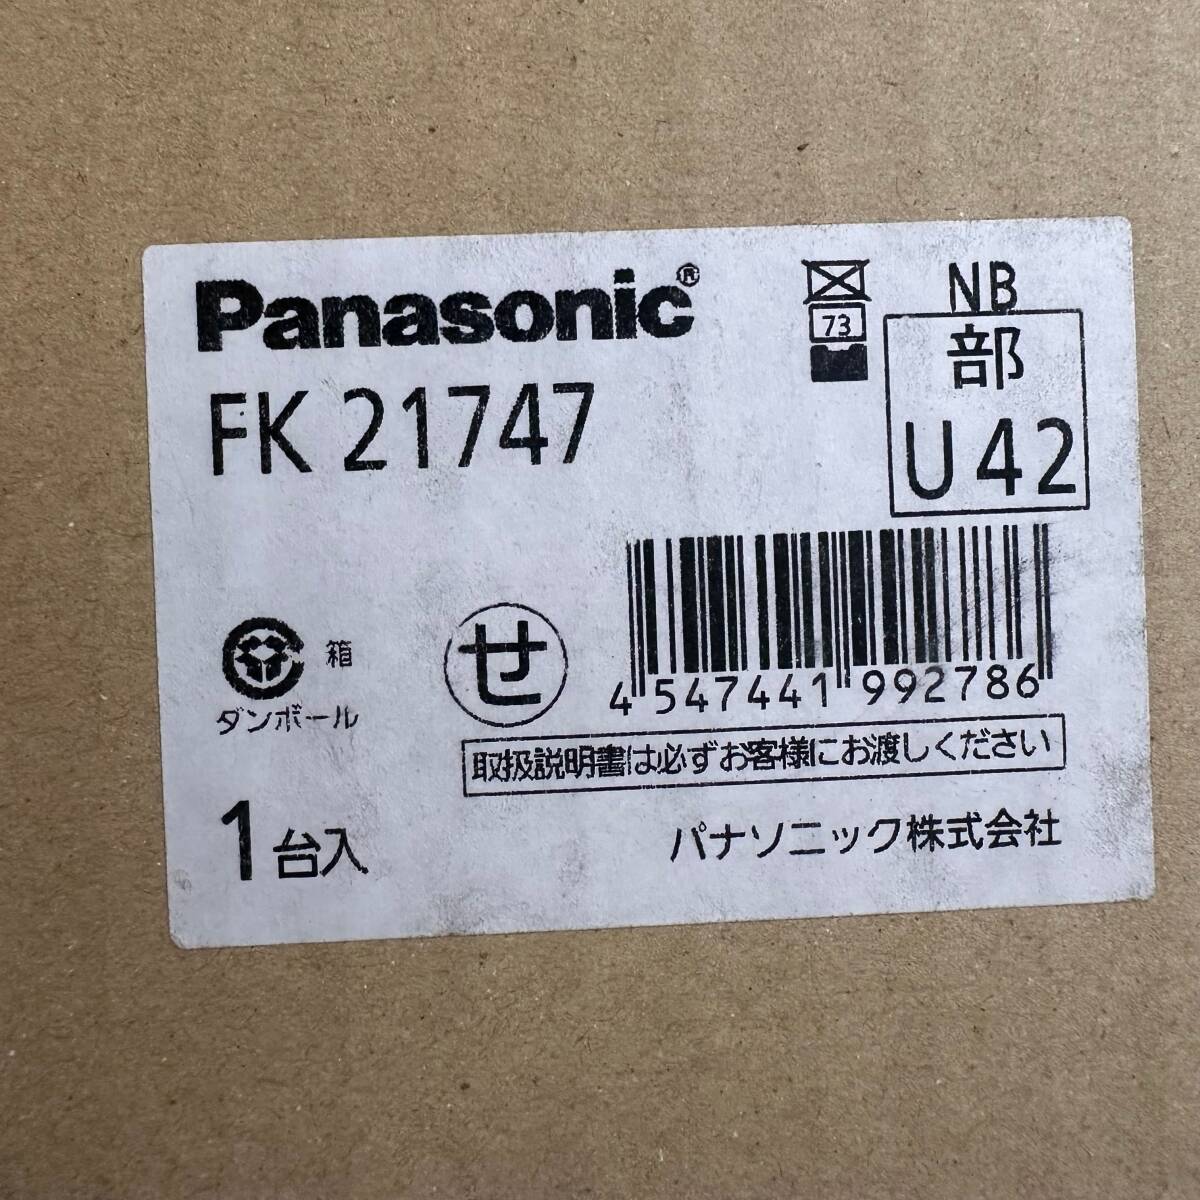 Panasonic®
FK 21747
73
NB
部
U42
箱
ダンボール
せ
4 547441 992786
取扱説明書は必ずお客様にお渡しください
1台入
パナソニック株式会社